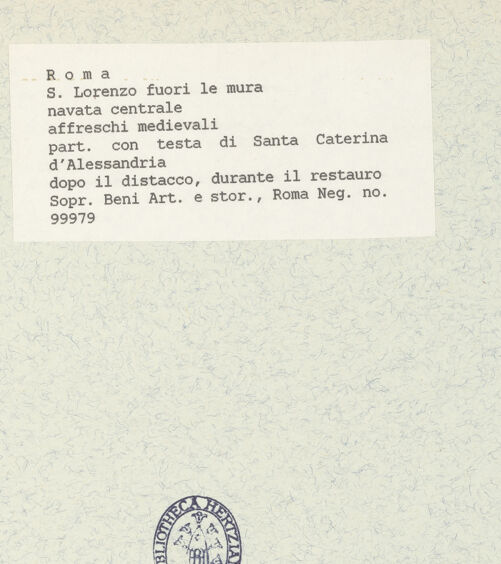 R o m a
S. Lorenzo fuori le mura
navata centrale
affreschi medievali
part. con testa di Santa Caterina
d'Alessandria
dopo il distacco, durante il restauro
Sopr. Beni Art. e stor., Roma Neg. no.
99979
BIBLIOTHECA HERTZIA